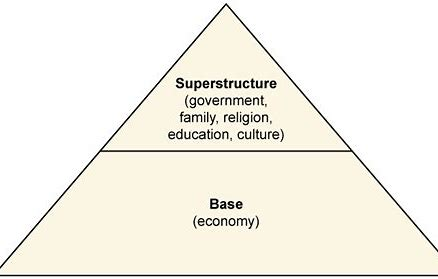 Superstructure
(government,
family, religion,
education, culture)
Base
(economy)